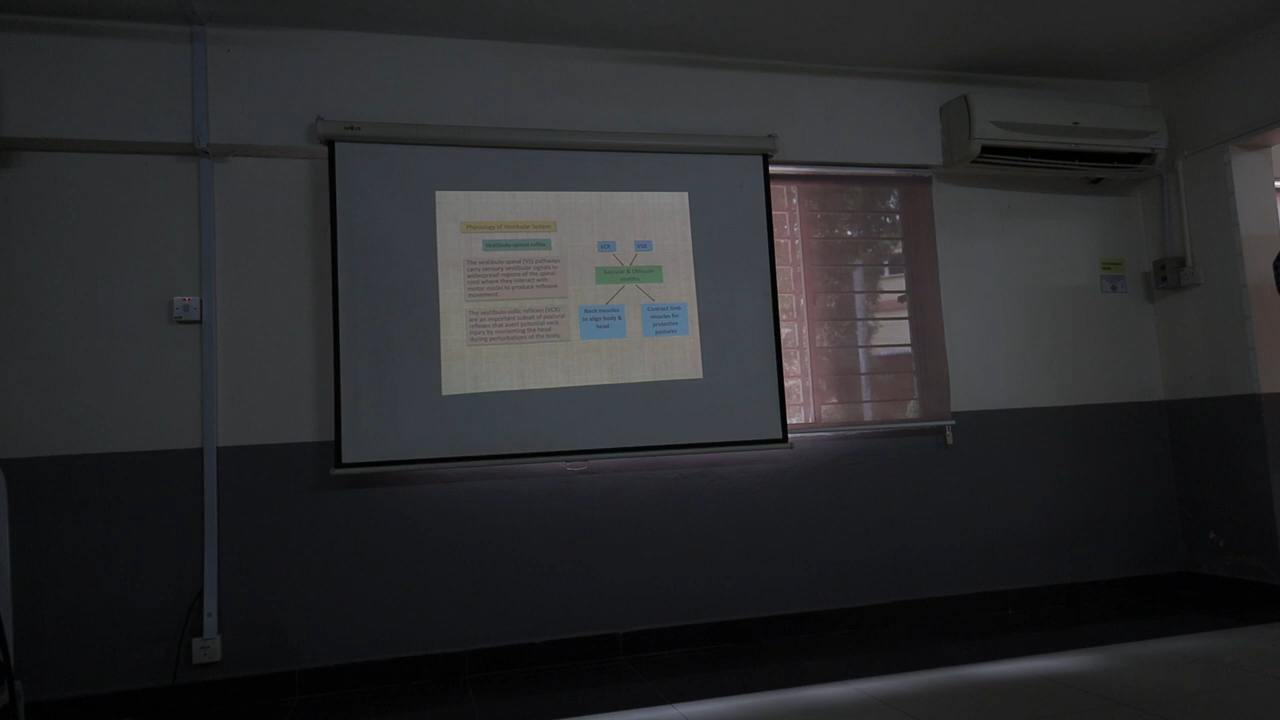 Physiology of Vestibular System
Vestibulo-spinal reflex
The vestibulo-spinal (VS) pathways
carry sensory vestibular signals to
widespread regions of the spinal
cord where they interact with
motor nuclei to produce reflexive
movement.
The vestibulo-collic reflexes (VCR)
are an important subset of postural
reflexes that avert potential neck
injury by reorienting the head
during perturbations of the body.
VCR
VSR
Saccular & Utricular
Neck muscles
to align body &
head
Contract limb
muscles for
protective
postures